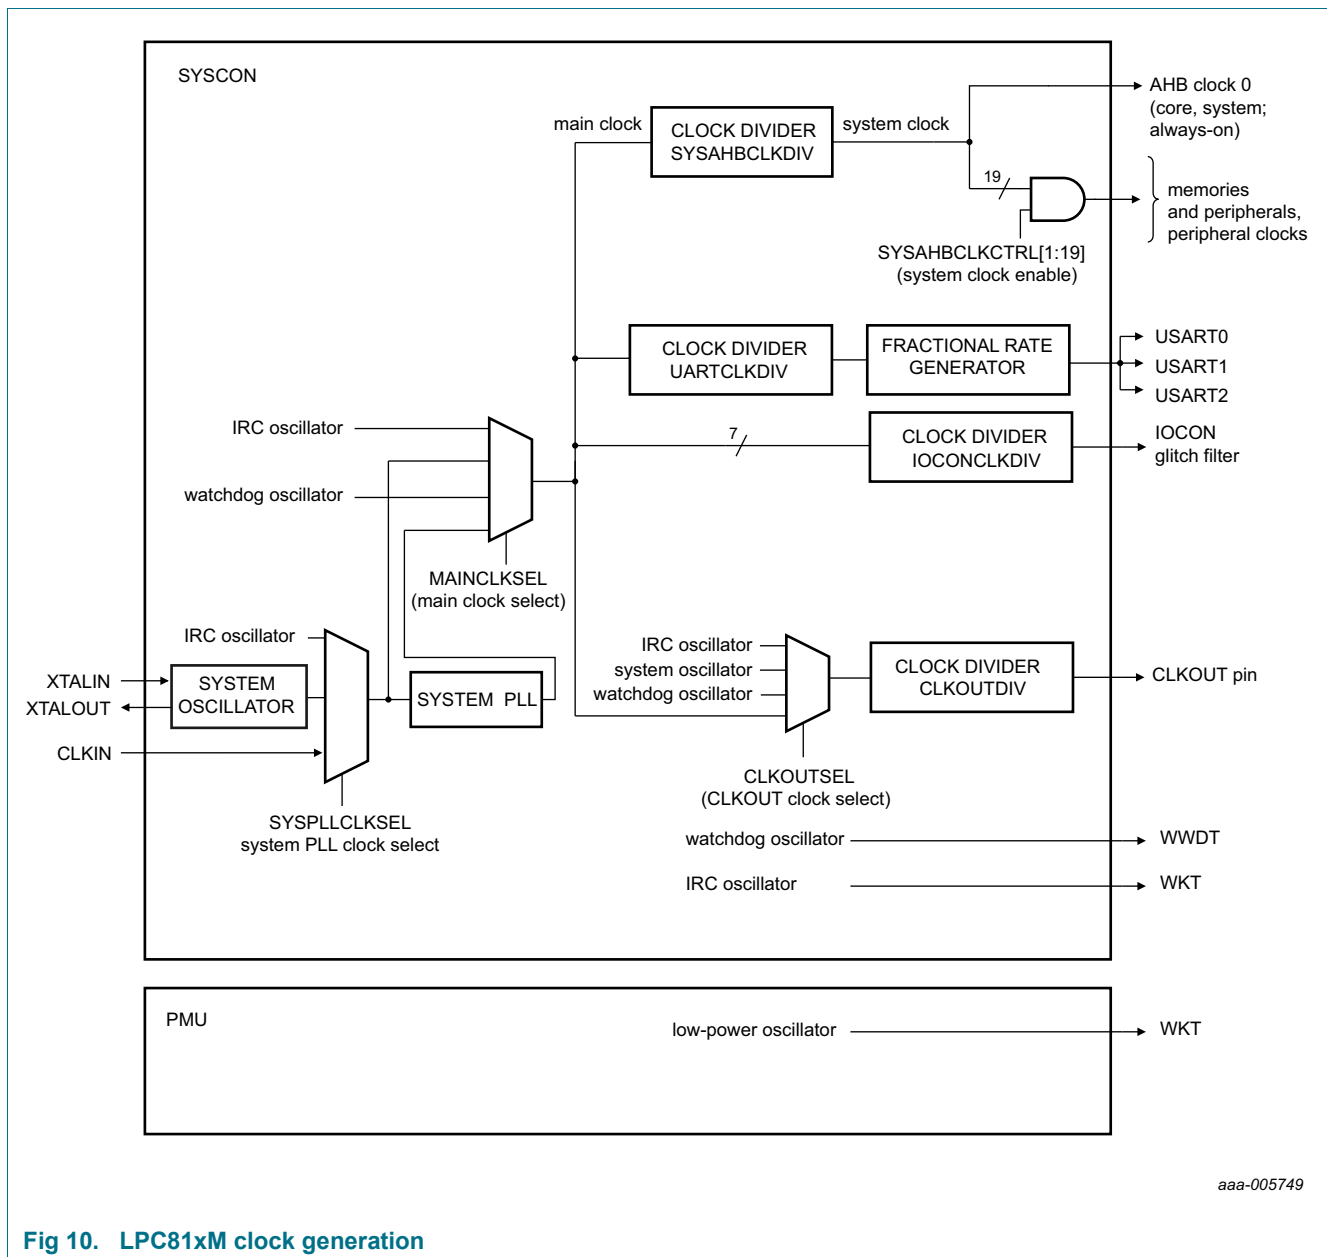 SYSCON
AHB clock 0
(core, system;
always-on)
main clock
CLOCK DIVIDER
SYSAHBCLKDIV
system clock
19
memories
and peripherals,
peripheral clocks
SYSAHBCLKCTRL[1:19]
(system clock enable)
CLOCK DIVIDER
UARTCLKDIV
FRACTIONAL RATE
GENERATOR
USART0
USART1
USART2
IRC oscillator
watchdog oscillator
7
CLOCK DIVIDER
IOCONCLKDIV
IOCON
glitch filter
MAINCLKSEL
(main clock select)
IRC oscillator
XTALIN
XTALOUT
SYSTEM
OSCILLATOR
CLKIN
SYSTEM PLL
SYSPLLCLKSEL
system PLL clock select
IRC oscillator
system oscillator
watchdog oscillator
CLOCK DIVIDER
CLKOUTDIV
CLKOUT pin
CLKOUTSEL
(CLKOUT clock select)
watchdog oscillator
WWDT
IRC oscillator
WKT
PMU
low-power oscillator
WKT
aaa-005749
Fig 10. LPC81xM clock generation